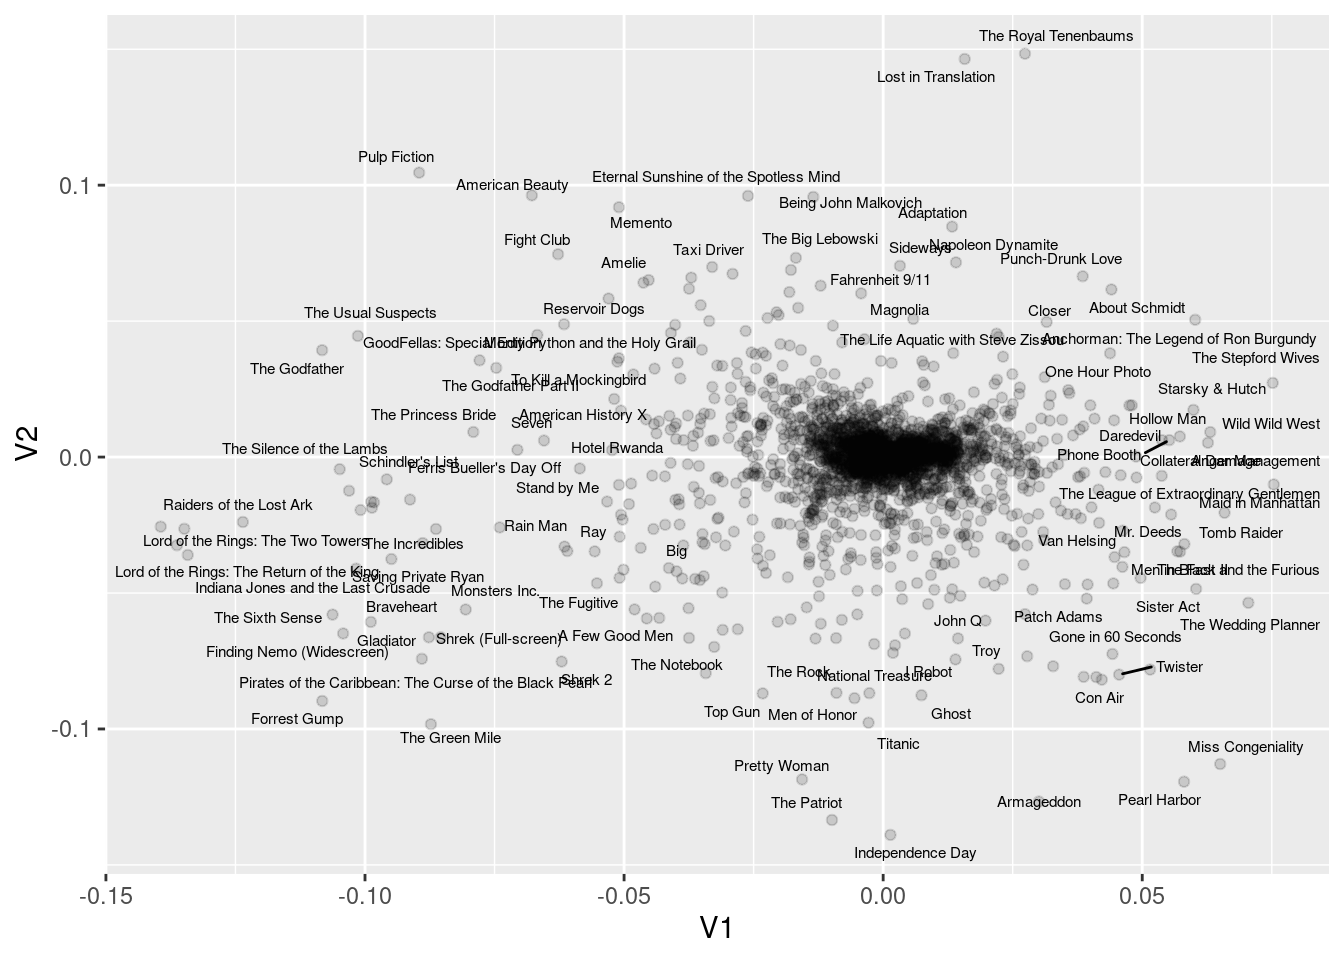 The Royal Tenenbaums
Lost in Translation
Pulp Fiction
Eternal Sunshine of the Spotless Mind
American Beauty
0.1
Being John Malkovich
Adaptation
Memento
Fight Club
The Big Lebowski
Napoleon Dynamite
Sideways
Taxi Driver
Punch-Drunk Love
Amelie
Fahrenheit 9/11
About Schmidt
Reservoir Dogs
Magnolia
Closer
The Usual Suspects
The Life Aquatic with Steve Zissou
Anchorman: The Legend of Ron Burgundy
GoodFellas: Special Edition
Monty Python and the Holy Grail
The Stepford Wives
The Godfather
One Hour Photo
To Kill a Mockingbird
The Godfather Part II
Starsky & Hutch
The Princess Bride
American History X
Hollow Man
Seven
Wild Wild West
Daredevil
The Silence of the Lambs
Hotel Rwanda
Phone Booth
0.0
V2
Schindler's List
Collateral Damage
Anger Management
Ferris Bueller's Day Off
Stand by Me
The League of Extraordinary Gentlemen
Maid in Manhattan
Raiders of the Lost Ark
Rain Man
Ray
Mr. Deeds
Tomb Raider
Lord of the Rings: The Two Towers
The Incredibles
Van Helsing
Big
Lord of the Rings: The Return of the King
Men in Black II
The Fast and the Furious
Saving Private Ryan
Indiana Jones and the Last Crusade
Monsters Inc.
The Fugitive
Braveheart
Sister Act
The Sixth Sense
John Q
Patch Adams
The Wedding Planner
Gladiator
Shrek (Full-screen)
A Few Good Men
Gone in 60 Seconds
Finding Nemo (Widescreen)
Troy
The Notebook
Twister
The Rock
National Treasure
I Robot
Shrek 2
Pirates of the Caribbean: The Curse of the Black Pearl
Con Air
Top Gun
Men of Honor
Ghost
Forrest Gump
-0.1
The Green Mile
Titanic
Miss Congeniality
Pretty Woman
The Patriot
Armageddon
Pearl Harbor
Independence Day
-0.15
-0.10
-0.05
0.00
0.05
V1